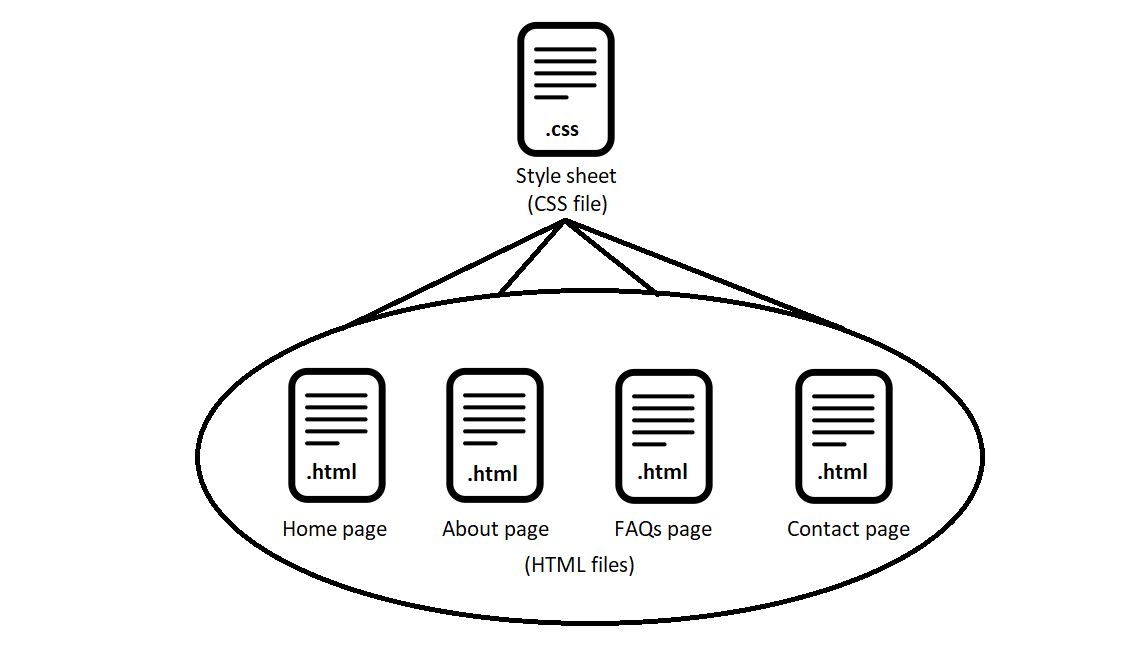 .css
Style sheet
(CSS file)
.html .html .html .html
Home page About page FAQs page Contact page
(HTML files)